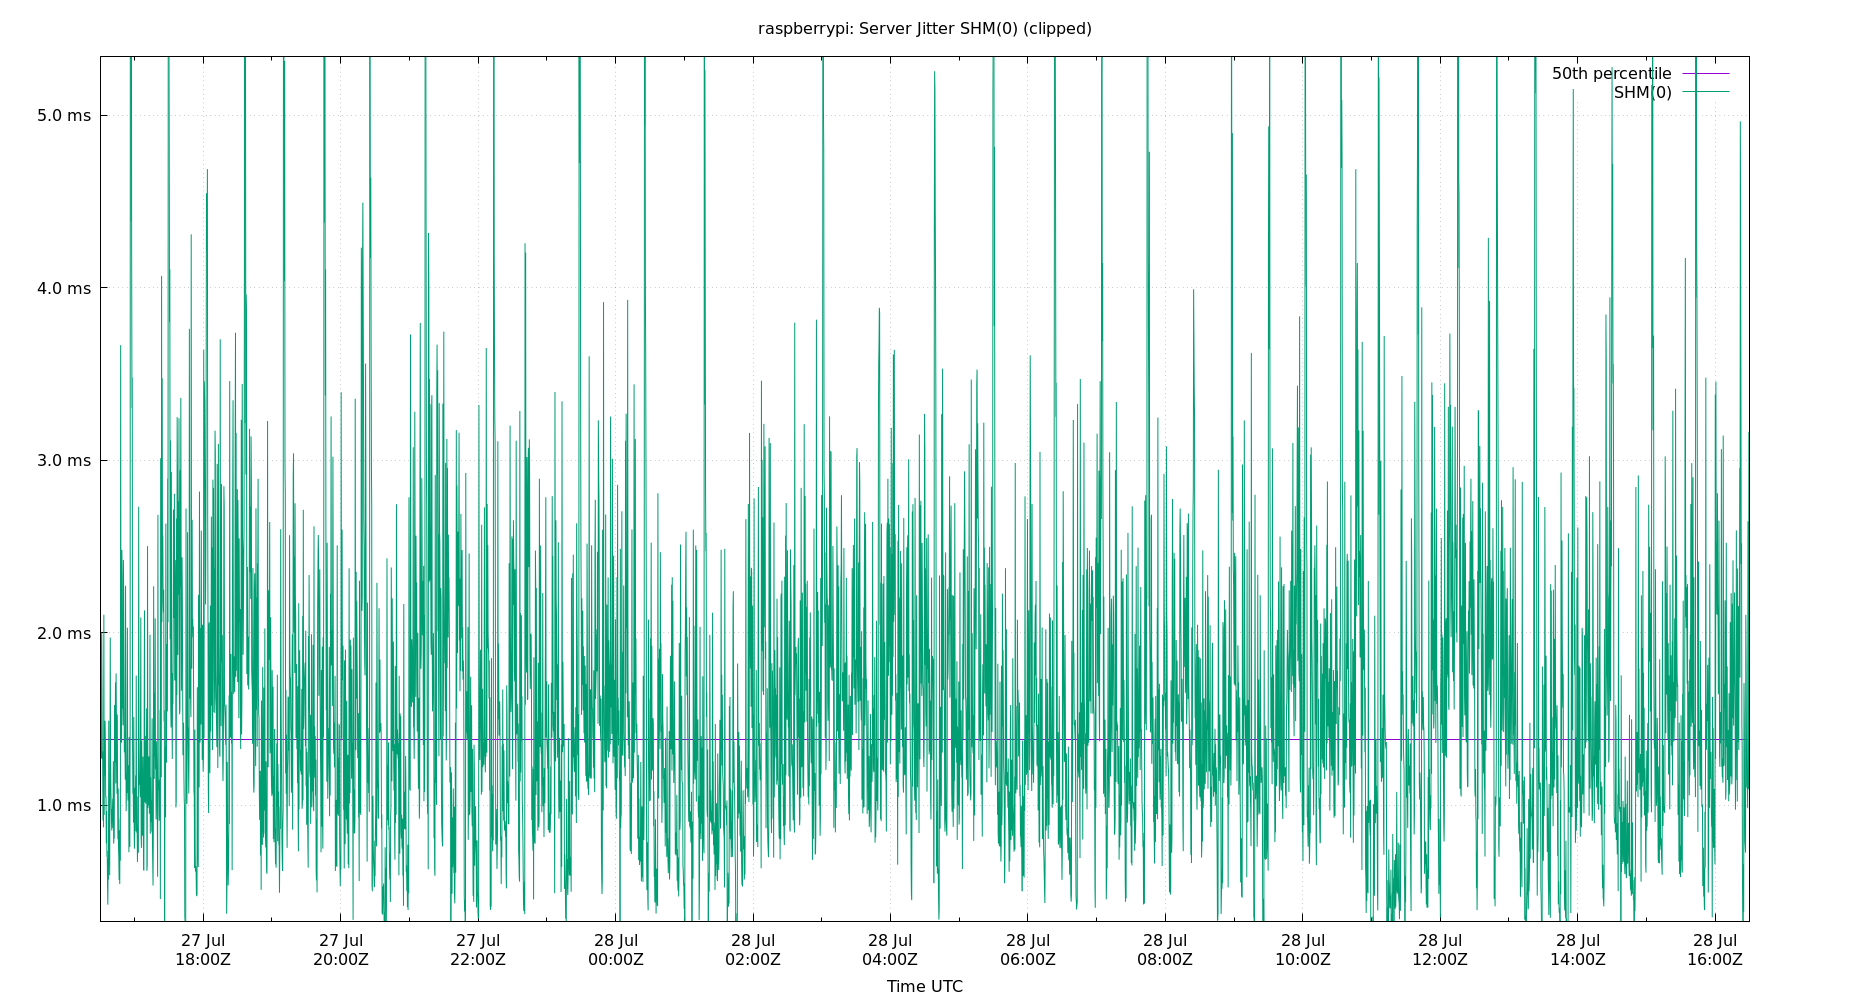 raspberrypi: Server Jitter SHM(0) (clipped)
50th percentile
SHM(0)
5.0 ms
4.0 ms
3.0 ms
2.0 ms
1.0 ms
27 Jul 27 Jul 27 Jul 28 Jul 28 Jul 28 Jul 28 Jul 28 Jul 28 Jul 28 Jul 28 Jul 28 Jul
18:00Z 20:00Z 22:00Z 00:00Z 02:00Z 04:00Z 06:00Z 08:00Z 10:00Z 12:00Z 14:00Z 16:00Z
Time UTC